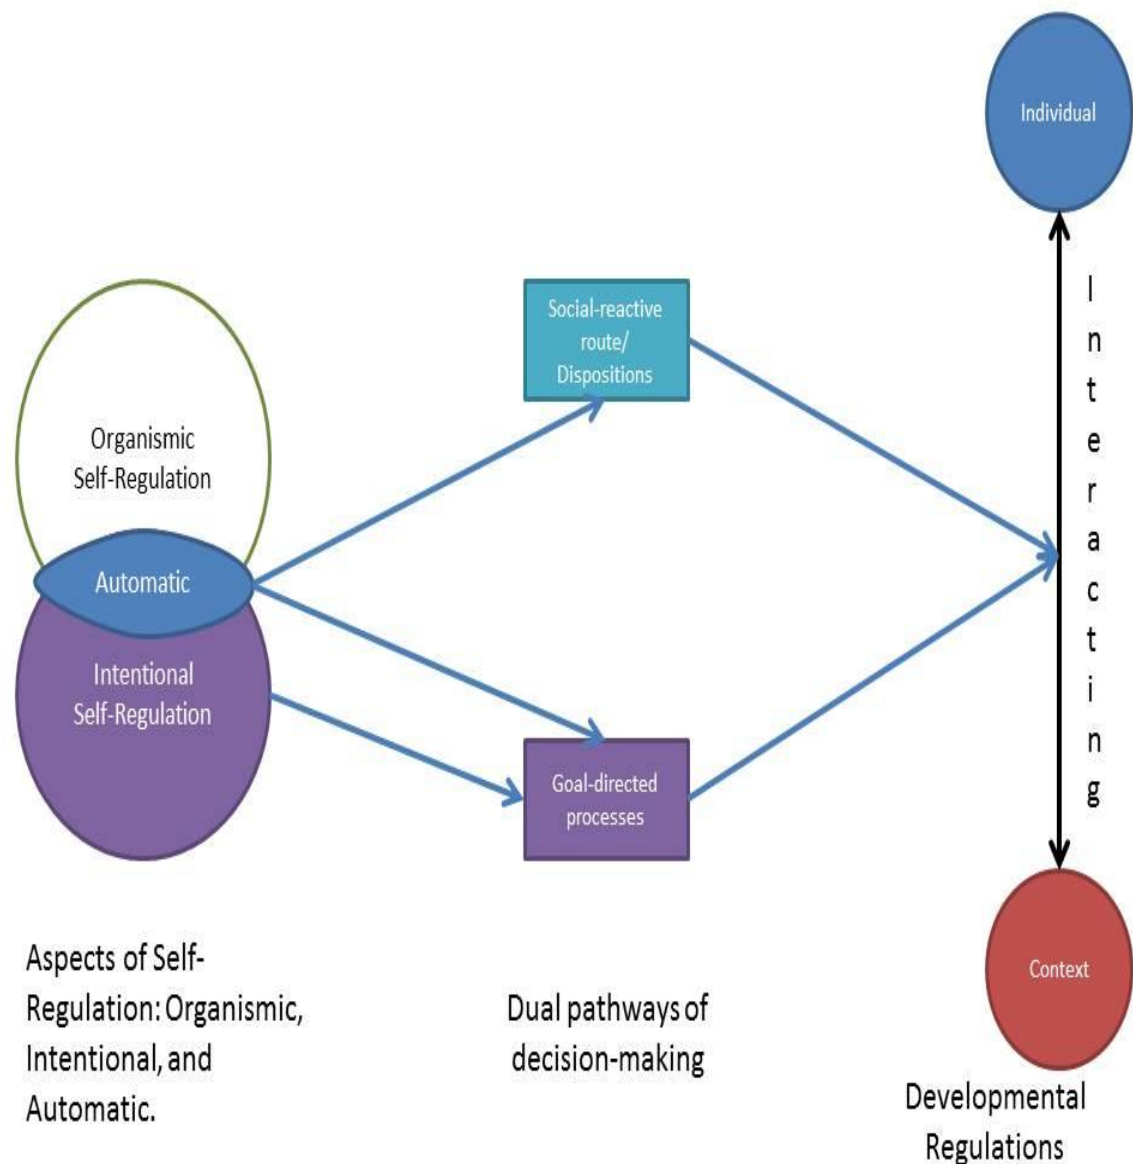 Individual
Interacting
Social-reactive
route/
Dispositions
Organismic
Self-Regulation
Automatic
Intentional
Self-Regulation
Goal-directed
processes
Context
Aspects of Self-
Regulation: Organismic,
Intentional, and
Automatic.
Dual pathways of
decision-making
Developmental
Regulations